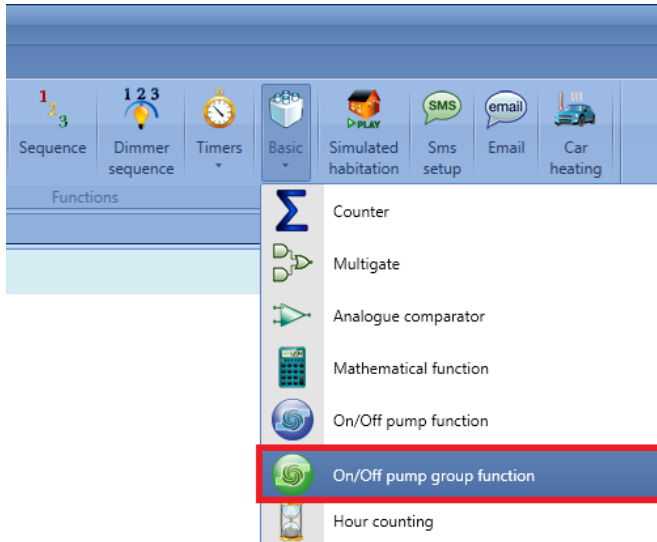 1 2 3
1 2 3
Sequence
Dimmer
sequence
Timers
Basic
PLAY
Simulated
habitation
SMS
Sms
setup
email
Email
Car
heating
Functions
Σ
Counter
Multigate
Analogue comparator
Mathematical function
On/Off pump function
On/Off pump group function
Hour counting